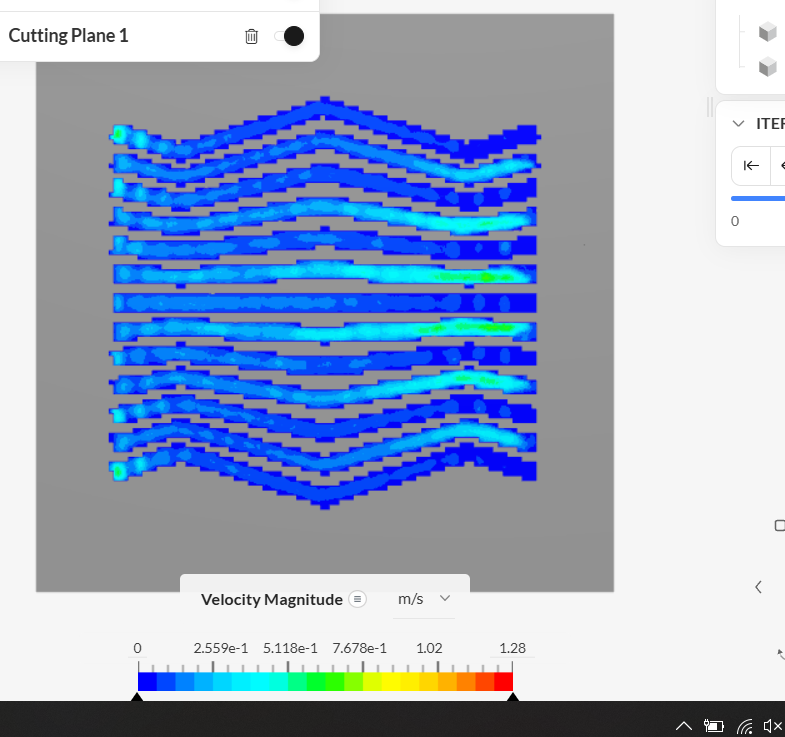 Cutting Plane 1
ITER
0
Velocity Magnitude
m/s
0 2.559e-1 5.118e-1 7.678e-1 1.02 1.28